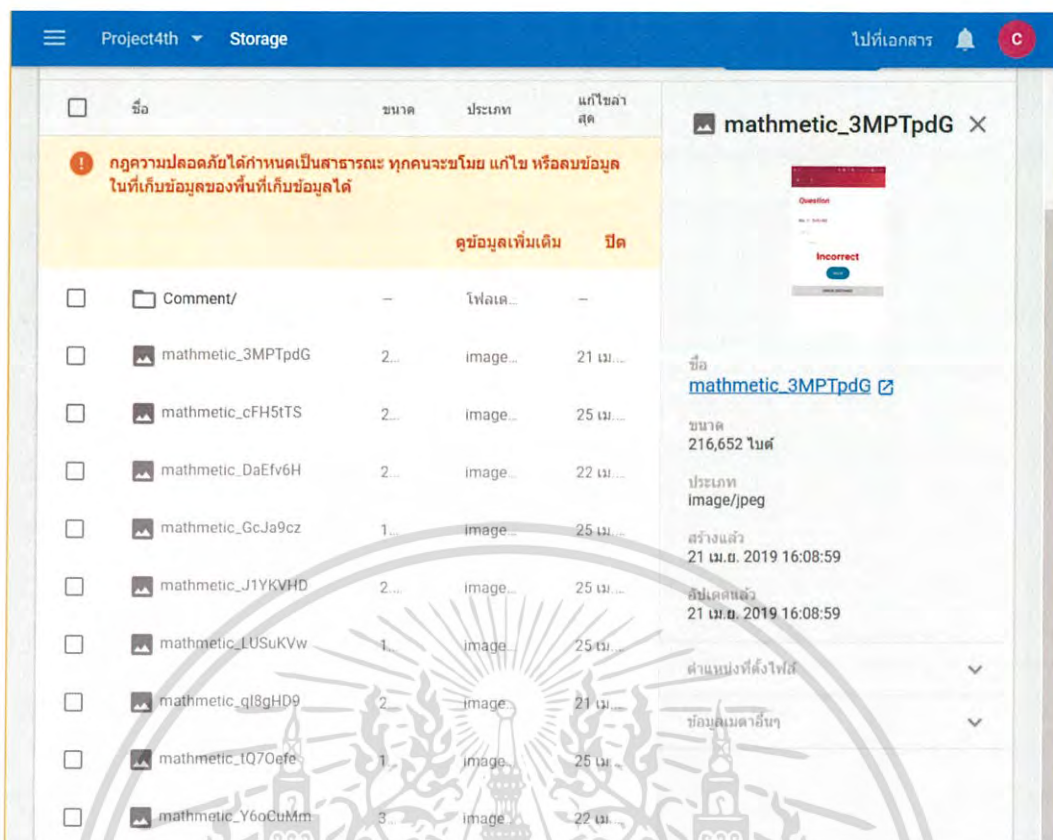 Project4th Storage ไปที่เอกสาร C
ชื่อ ขนาด ประเภท แก้ไขล่าสุด
กฎความปลอดภัยได้กำหนดเป็นสาธารณะ ทุกคนจะขโมย แก้ไข หรือลบข้อมูล
ในที่เก็บข้อมูลของพื้นที่เก็บข้อมูลได้
ดูข้อมูลเพิ่มเติม ปิด
Comment/ – โฟลเด... –
mathmetic_3MPTpdG 2... image... 21 เม....
mathmetic_cFH5tTS 2... image... 25 เม....
mathmetic_DaEfv6H 2... image... 22 เม....
mathmetic_GcJa9cz 1... image... 25 เม....
mathmetic_J1YKVHD 2... image... 25 เม....
mathmetic_LUSuKVw 1... image... 25 เม....
mathmetic_qI8gHD9 2... image... 21 เม....
mathmetic_tQ7Oefe 1... image... 25 เม....
mathmetic_Y6oCuMm 3... image... 22 เม....
mathmetic_3MPTpdG
Question
Incorrect
ชื่อ
mathmetic_3MPTpdG
ขนาด
216,652 ไบต์
ประเภท
image/jpeg
สร้างแล้ว
21 เม.ย. 2019 16:08:59
อัปเดตแล้ว
21 เม.ย. 2019 16:08:59
ตำแหน่งที่ตั้งไฟล์
ข้อมูลเมตาอื่นๆ